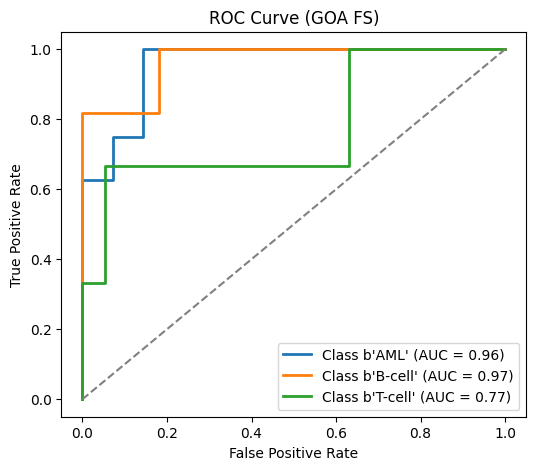 ROC Curve (GOA FS)
True Positive Rate
1.0
0.8
0.6
0.4
0.2
0.0
Class b'AML' (AUC = 0.96)
Class b'B-cell' (AUC = 0.97)
Class b'T-cell' (AUC = 0.77)
0.0 0.2 0.4 0.6 0.8 1.0
False Positive Rate